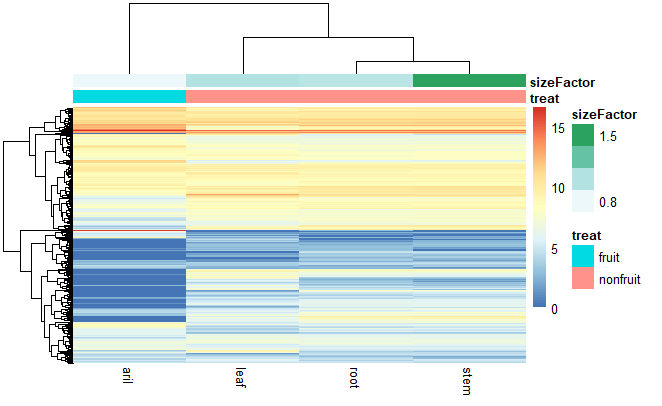 sizeFactor
treat
sizeFactor
1.5
0.8
15
10
5
0
treat
fruit
nonfruit
aril
leaf
root
stem